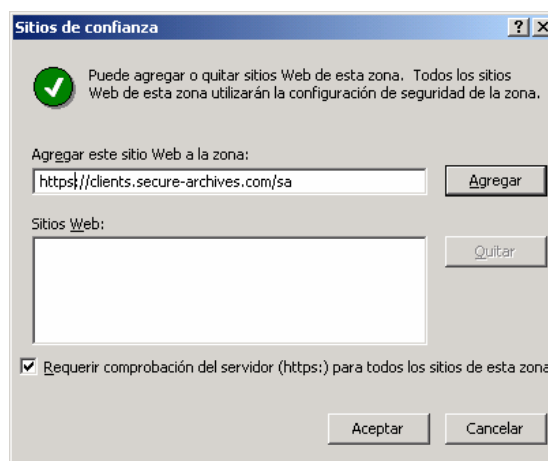 Sitios de confianza
Puede agregar o quitar sitios Web de esta zona. Todos los sitios
Web de esta zona utilizarán la configuración de seguridad de la zona.
Agregar este sitio Web a la zona:
https://clients.secure-archives.com/sa
Agregar
Sitios Web:
Quitar
Requerir comprobación del servidor (https:) para todos los sitios de esta zona
Aceptar
Cancelar